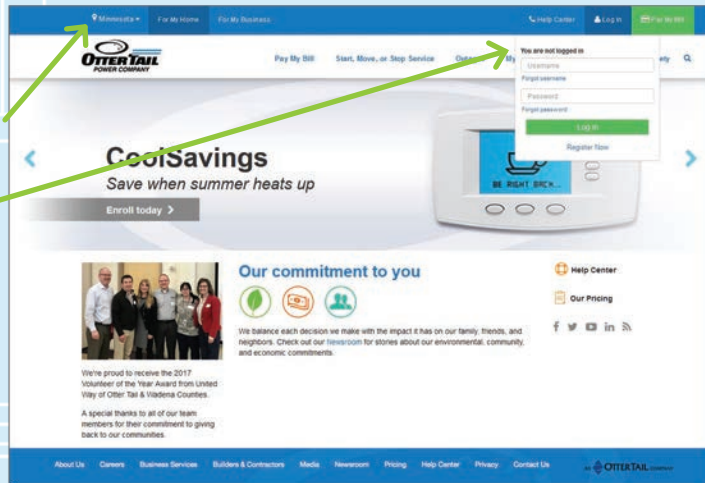 Minnesota
For My Home
For My Business
Help Center
Log In
Pay My Bill
OTTER TAIL
POWER COMPANY
Pay My Bill
Start, Move, or Stop Service
You are not logged in
Username
Forgot username
Password
Forgot password
Log In
Register Now
CoolSavings
Save when summer heats up
Enroll today
BE RIGHT BACK...
Our commitment to you
We balance each decision we make with the impact it has on our family, friends, and
neighbors. Check out our Newsroom for stories about our environmental, community,
and economic commitments.
Help Center
Our Pricing
We're proud to receive the 2017
Volunteer of the Year Award from United
Way of Otter Tail & Wadena Counties.
A special thanks to all of our team
members for their commitment to giving
back to our communities.
About Us
Careers
Business Services
Builders & Contractors
Media
Newsroom
Pricing
Help Center
Privacy
Contact Us
OTTER TAIL